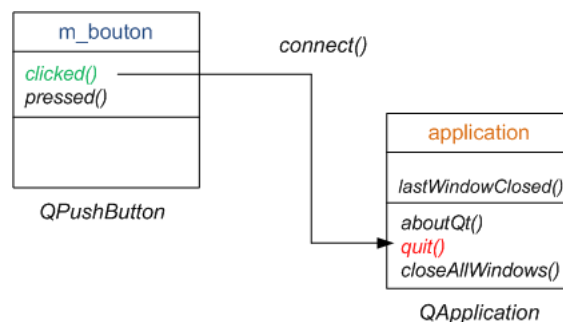 m_bouton
clicked()
pressed()
QPushButton
connect()
application
lastWindowClosed()
aboutQt()
quit()
closeAllWindows()
QApplication